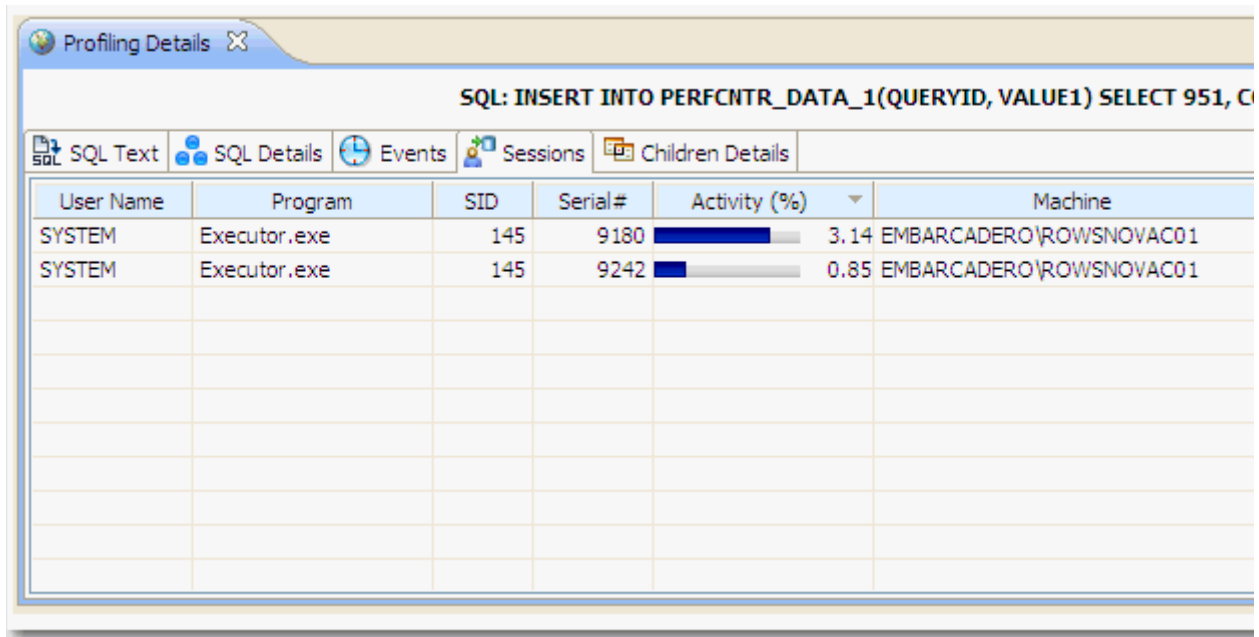 Profiling Details
SQL: INSERT INTO PERFCNTR_DATA_1(QUERYID, VALUE1) SELECT 951, C
SQL Text SQL Details Events Sessions Children Details
User Name Program SID Serial# Activity (%) Machine
SYSTEM Executor.exe 145 9180 3.14 EMBARCADERO\ROWSNOVAC01
SYSTEM Executor.exe 145 9242 0.85 EMBARCADERO\ROWSNOVAC01